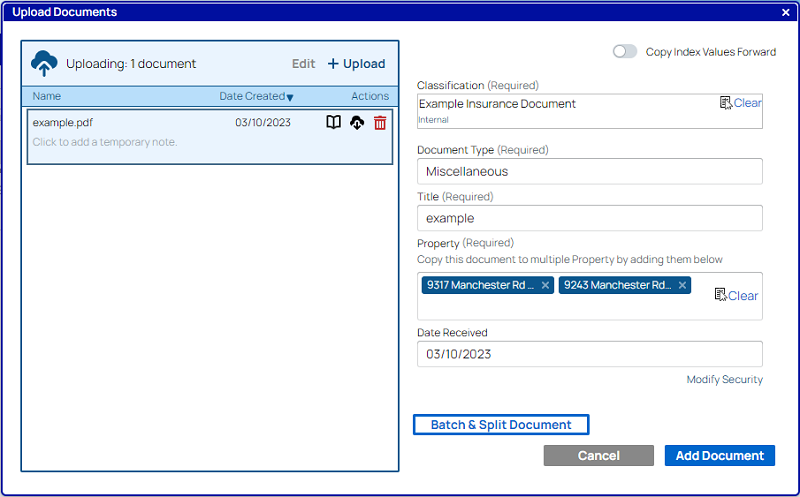 Upload Documents
Uploading: 1 document
Edit
+ Upload
Name
Date Created▼
Actions
example.pdf
03/10/2023
Click to add a temporary note.
Copy Index Values Forward
Classification (Required)
Example Insurance Document
Internal
Clear
Document Type (Required)
Miscellaneous
Title (Required)
example
Property (Required)
Copy this document to multiple Property by adding them below
9317 Manchester Rd ... ×
9243 Manchester Rd... ×
Clear
Date Received
03/10/2023
Modify Security
Batch & Split Document
Cancel
Add Document